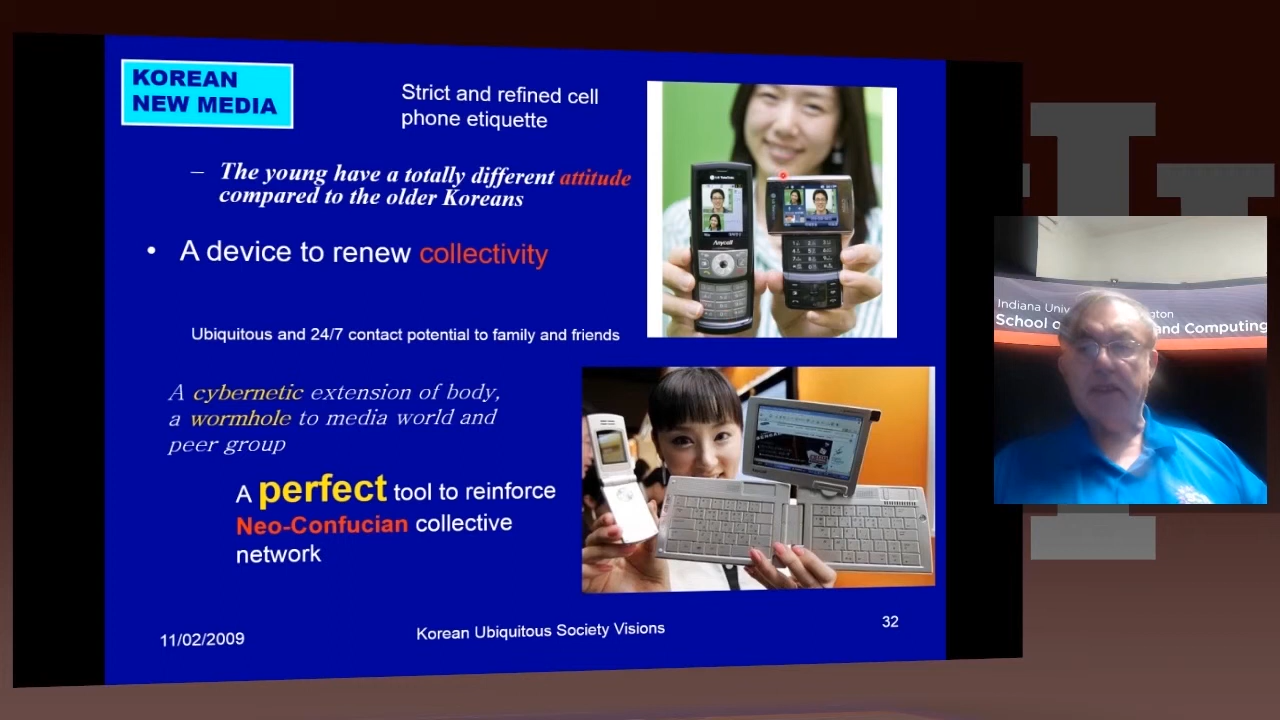 KOREAN
NEW MEDIA
Strict and refined cell
phone etiquette
– The young have a totally different attitude
compared to the older Koreans
• A device to renew collectivity
Ubiquitous and 24/7 contact potential to family and friends
A cybernetic extension of body,
a wormhole to media world and
peer group
A perfect tool to reinforce
Neo-Confucian collective
network
11/02/2009
Korean Ubiquitous Society Visions
32
Anycall
Indiana
School
and Computing